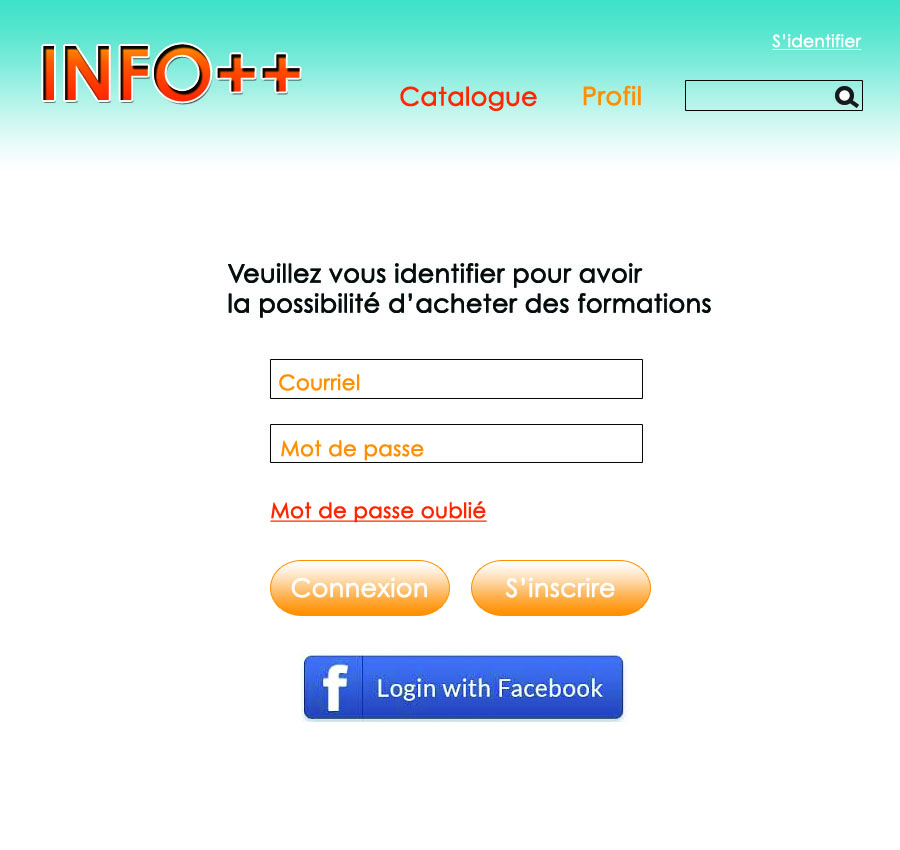 INFO++
S'identifier
Catalogue
Profil
Veuillez vous identifier pour avoir
la possibilité d'acheter des formations
Courriel
Mot de passe
Mot de passe oublié
Connexion
S'inscrire
f
Login with Facebook